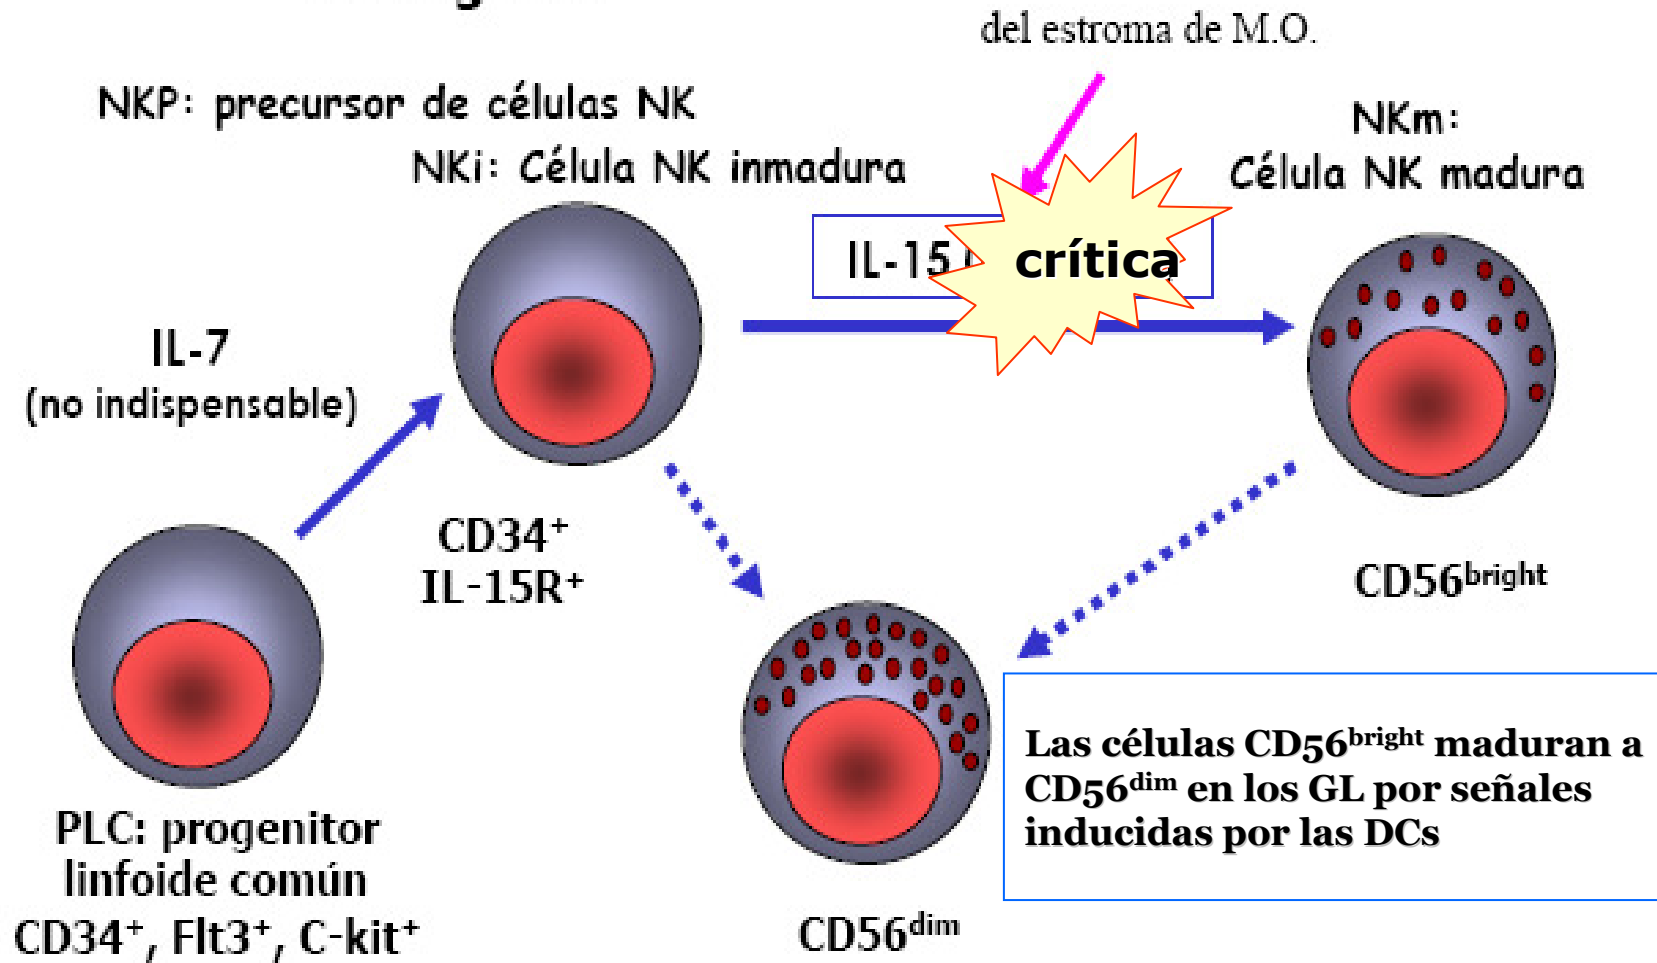 del estroma de M.O.
NKP: precursor de células NK
NKi: Célula NK inmadura
NKm:
Célula NK madura
IL-15
crítica
IL-7
(no indispensable)
CD34⁺
IL-15R⁺
CD56ᵇʳⁱᵍʰᵗ
Las células CD56ᵇʳⁱᵍʰᵗ maduran a
CD56ᵈⁱᵐ en los GL por señales
inducidas por las DCs
PLC: progenitor
linfoide común
CD34⁺, Flt3⁺, C-kit⁺
CD56ᵈⁱᵐ